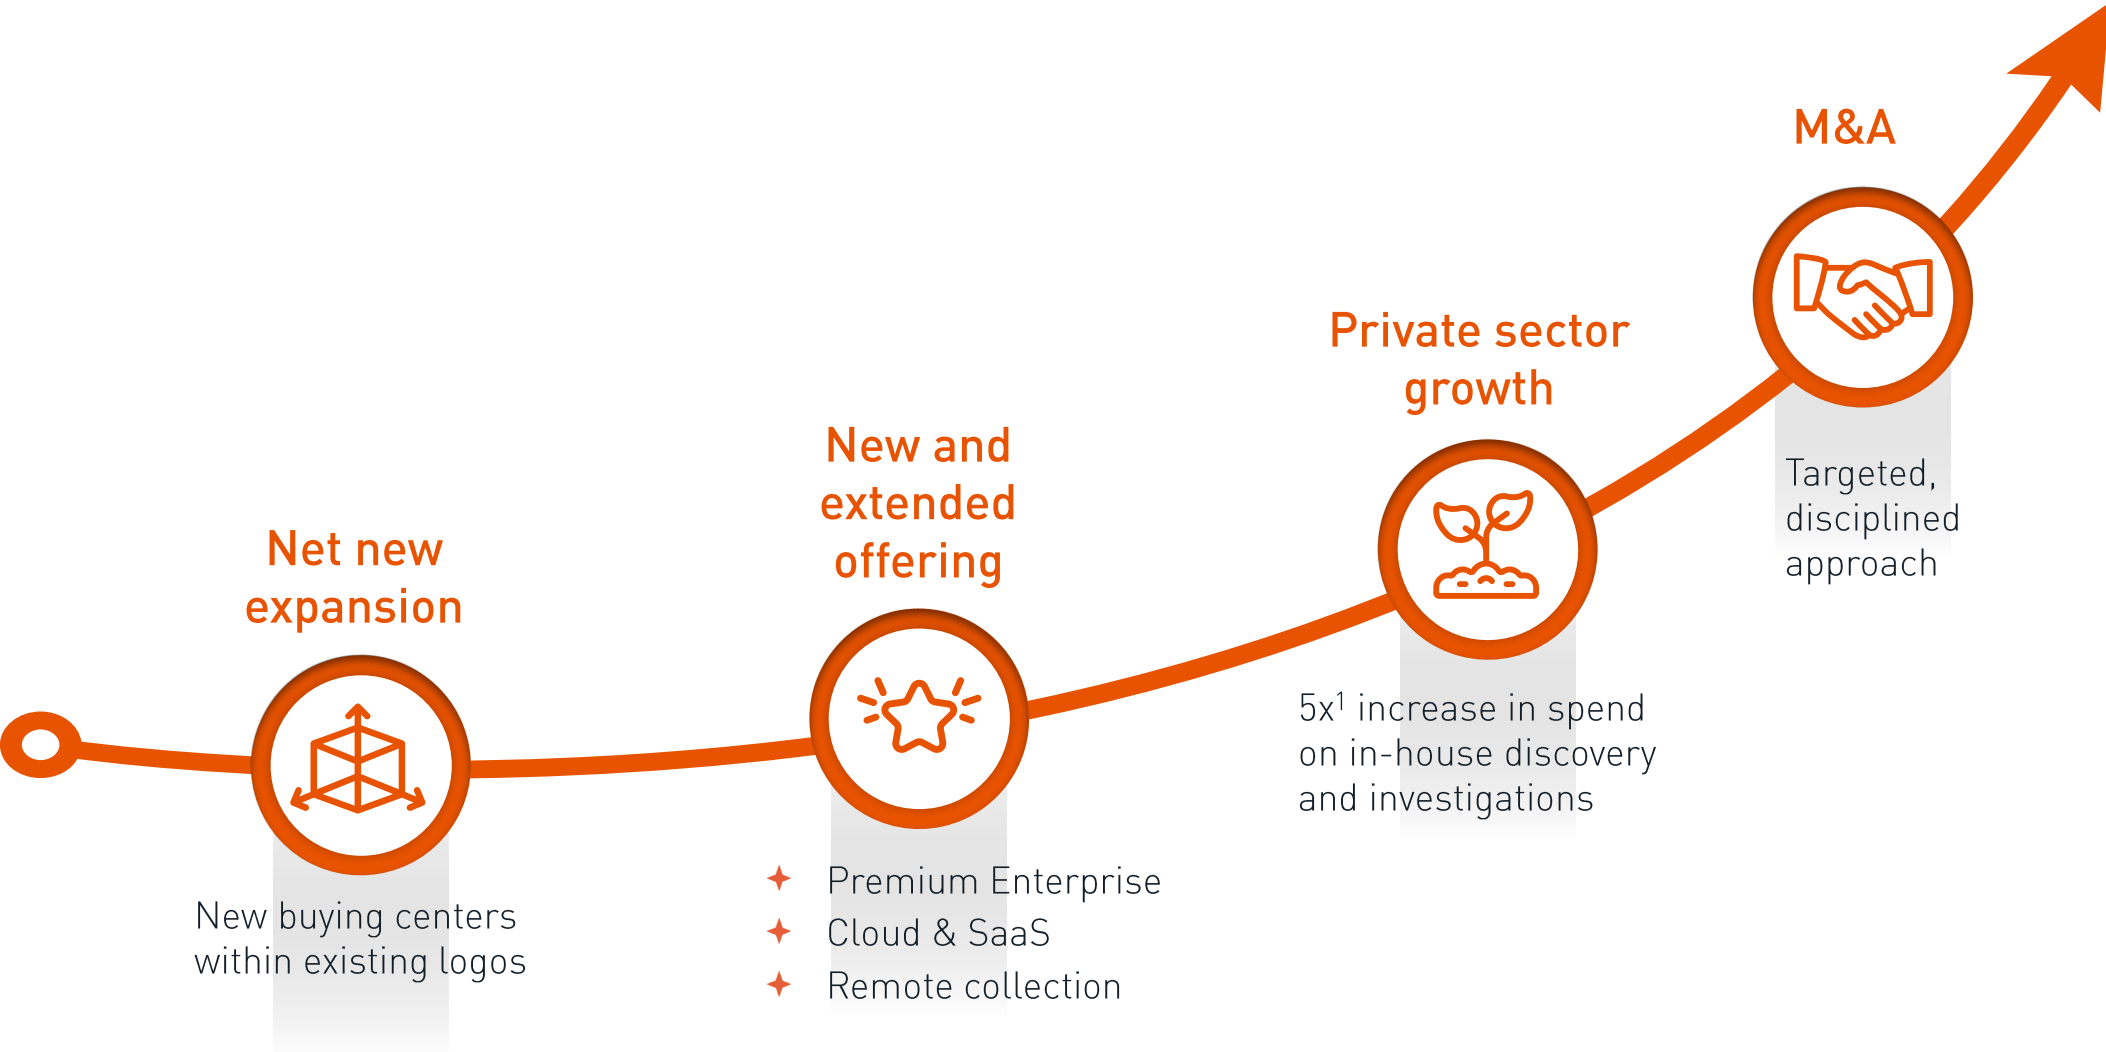 Net new
expansion
New buying centers
within existing logos
New and
extended
offering
Premium Enterprise
Cloud & SaaS
Remote collection
Private sector
growth
5x¹ increase in spend
on in-house discovery
and investigations
M&A
Targeted,
disciplined
approach